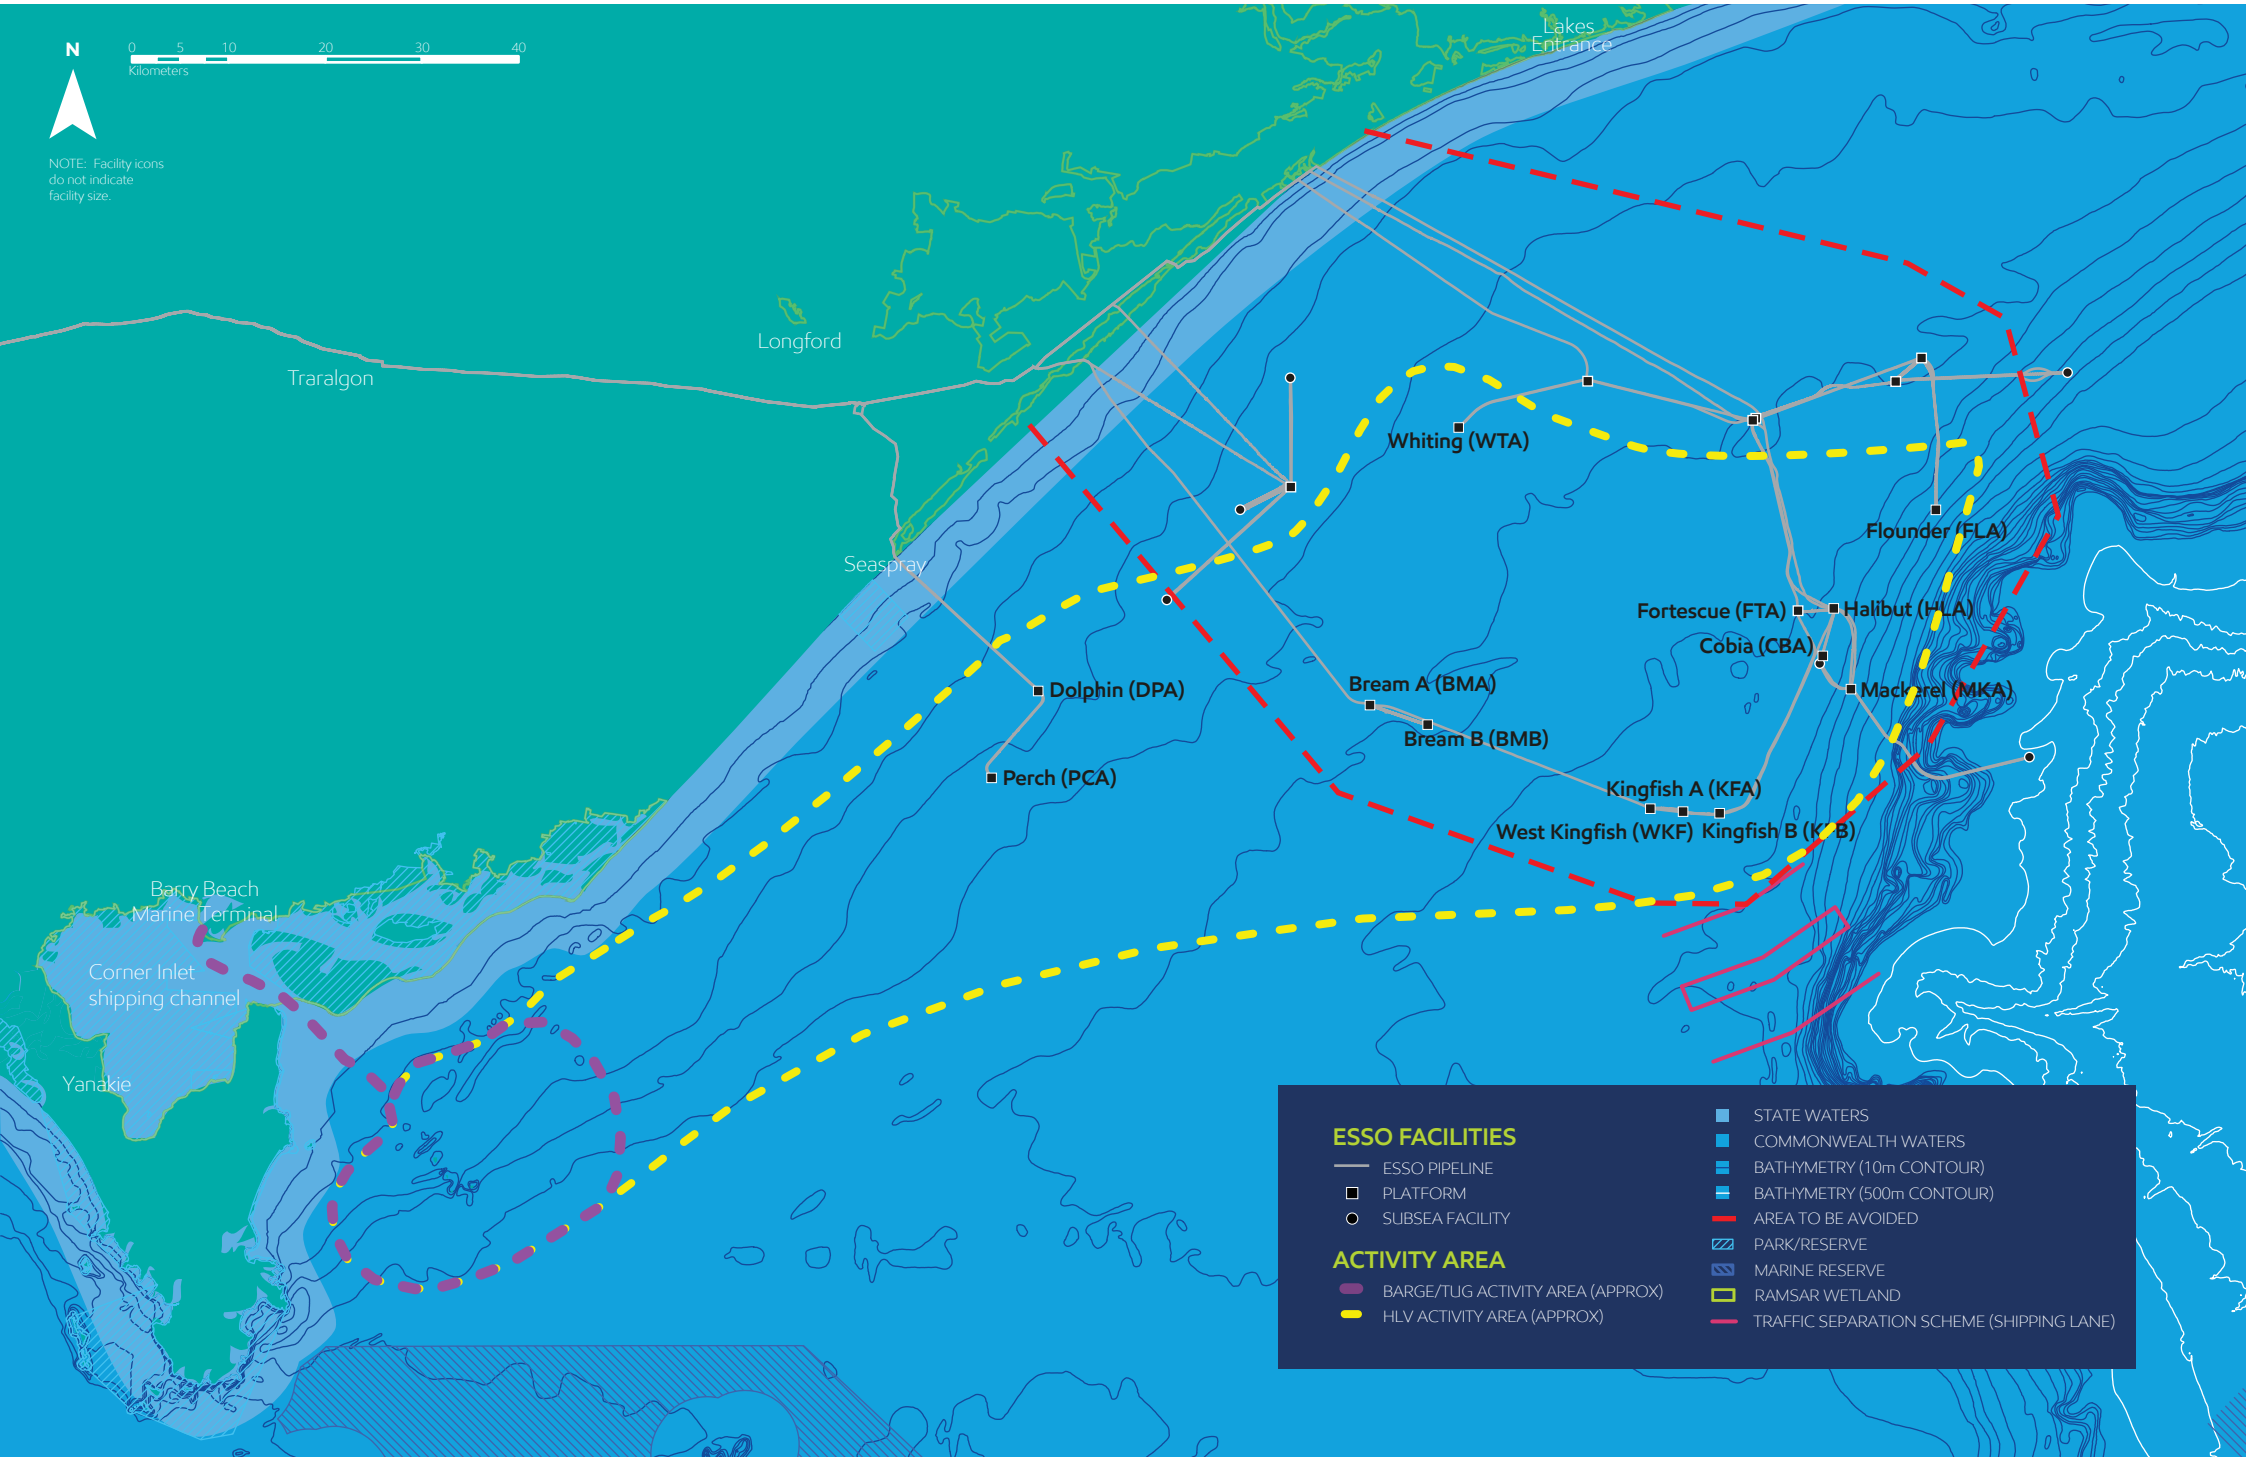 Lakes
Entrance
N
0 5 10 20 30 40
Kilometers
NOTE: Facility icons
do not indicate
facility size.
Longford
Traralgon
Whiting (WTA)
Flounder (FLA)
Seaspray
Fortescue (FTA)
Halibut (HLA)
Cobia (CBA)
Dolphin (DPA)
Bream A (BMA)
Mackerel (MKA)
Bream B (BMB)
Perch (PCA)
Kingfish A (KFA)
West Kingfish (WKF)
Kingfish B (KFB)
Barry Beach
Marine Terminal
Corner Inlet
shipping channel
Yanakie
ESSO FACILITIES
ESSO PIPELINE
PLATFORM
SUBSEA FACILITY
ACTIVITY AREA
BARGE/TUG ACTIVITY AREA (APPROX)
HLV ACTIVITY AREA (APPROX)
STATE WATERS
COMMONWEALTH WATERS
BATHYMETRY (10m CONTOUR)
BATHYMETRY (500m CONTOUR)
AREA TO BE AVOIDED
PARK/RESERVE
MARINE RESERVE
RAMSAR WETLAND
TRAFFIC SEPARATION SCHEME (SHIPPING LANE)